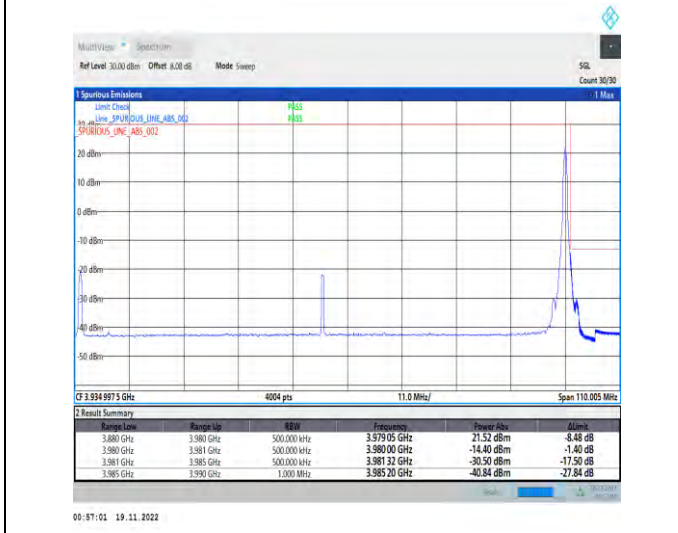 MultiView Spectrum
Ref Level 30.00 dBm Offset 8.00 dB Mode Sweep SGL
Count 30/30
1 Spurious Emissions 1 Max
Limit Check PASS
Line _SPURIOUS_LINE_ABS_002 PASS
30 dBm
_SPURIOUS_LINE_ABS_002
20 dBm
10 dBm
0 dBm
-10 dBm
-20 dBm
-30 dBm
-40 dBm
-50 dBm
CF 3.934 997 5 GHz 4004 pts 11.0 MHz/ Span 110.005 MHz
2 Result Summary
Range Low Range Up RBW Frequency Power Abs ΔLimit
3.880 GHz 3.980 GHz 500.000 kHz 3.979 05 GHz 21.52 dBm -8.48 dB
3.980 GHz 3.981 GHz 500.000 kHz 3.980 00 GHz -14.40 dBm -1.40 dB
3.981 GHz 3.985 GHz 500.000 kHz 3.981 32 GHz -30.50 dBm -17.50 dB
3.985 GHz 3.990 GHz 1.000 MHz 3.985 20 GHz -40.84 dBm -27.84 dB
00:57:01 19.11.2022